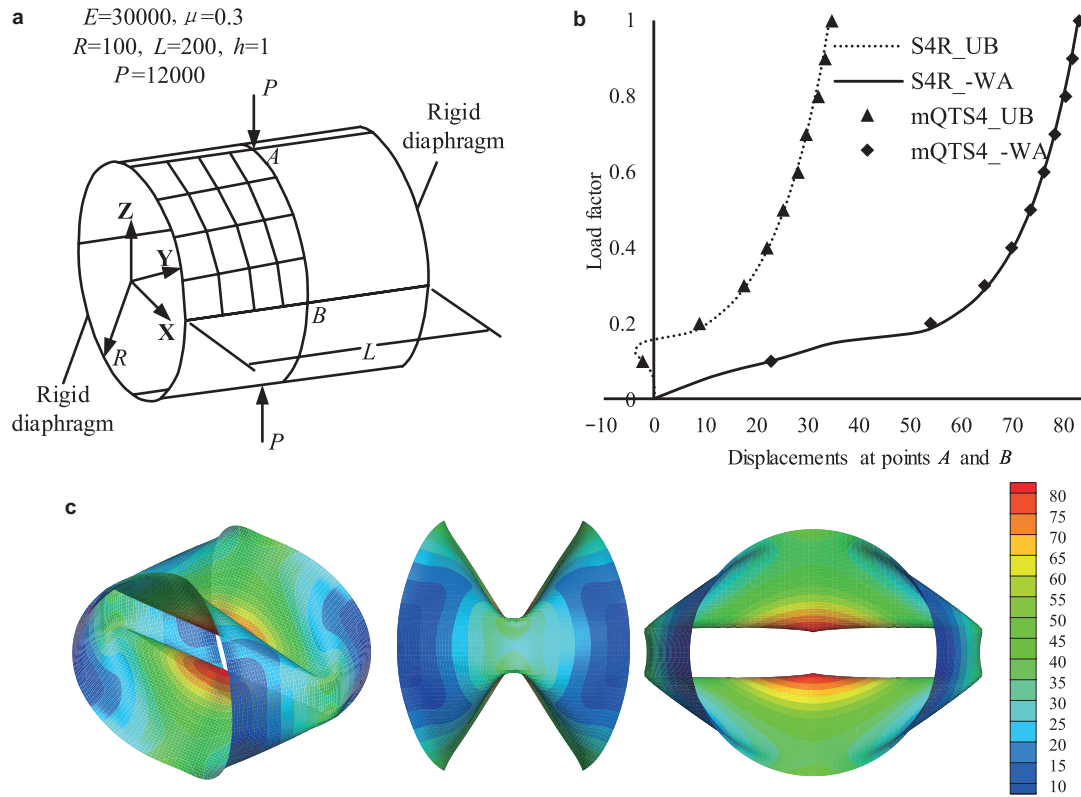 a
E=30000, μ=0.3
R=100, L=200, h=1
P=12000
P
Rigid
diaphragm
A
Z
Y
X
R
B
L
Rigid
diaphragm
P
b
1
0.8
0.6
0.4
0.2
0
Load factor
S4R_UB
S4R_-WA
mQTS4_UB
mQTS4_-WA
−10 0 10 20 30 40 50 60 70 80
Displacements at points A and B
c
80
75
70
65
60
55
50
45
40
35
30
25
20
15
10